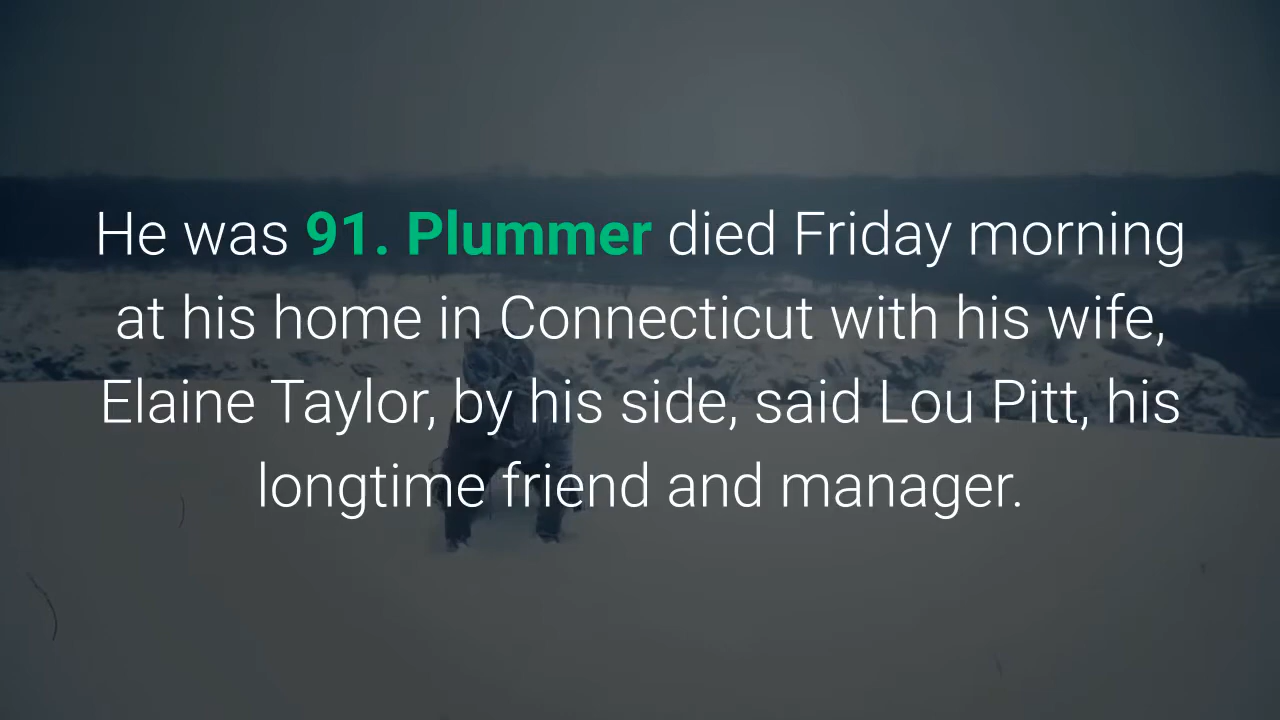 He was 91. Plummer died Friday morning
at his home in Connecticut with his wife,
Elaine Taylor, by his side, said Lou Pitt, his
longtime friend and manager.